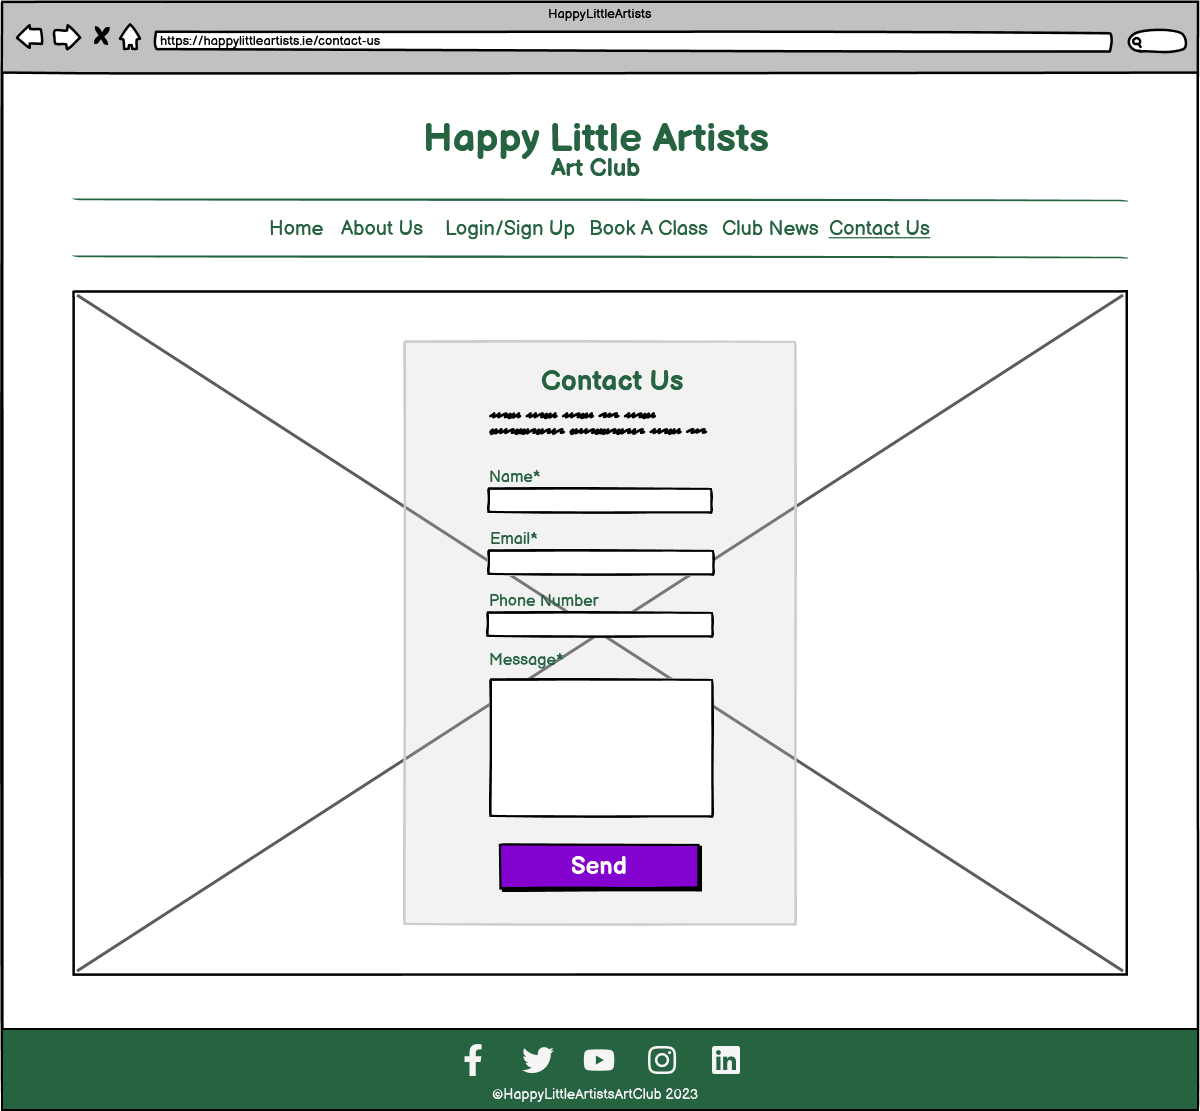 HappyLittleArtists
https://happylittleartists.ie/contact-us
Happy Little Artists
Art Club
Home About Us Login/Sign Up Book A Class Club News Contact Us
Contact Us
Name*
Email*
Phone Number
Message*
Send
©HappyLittleArtistsArtClub 2023